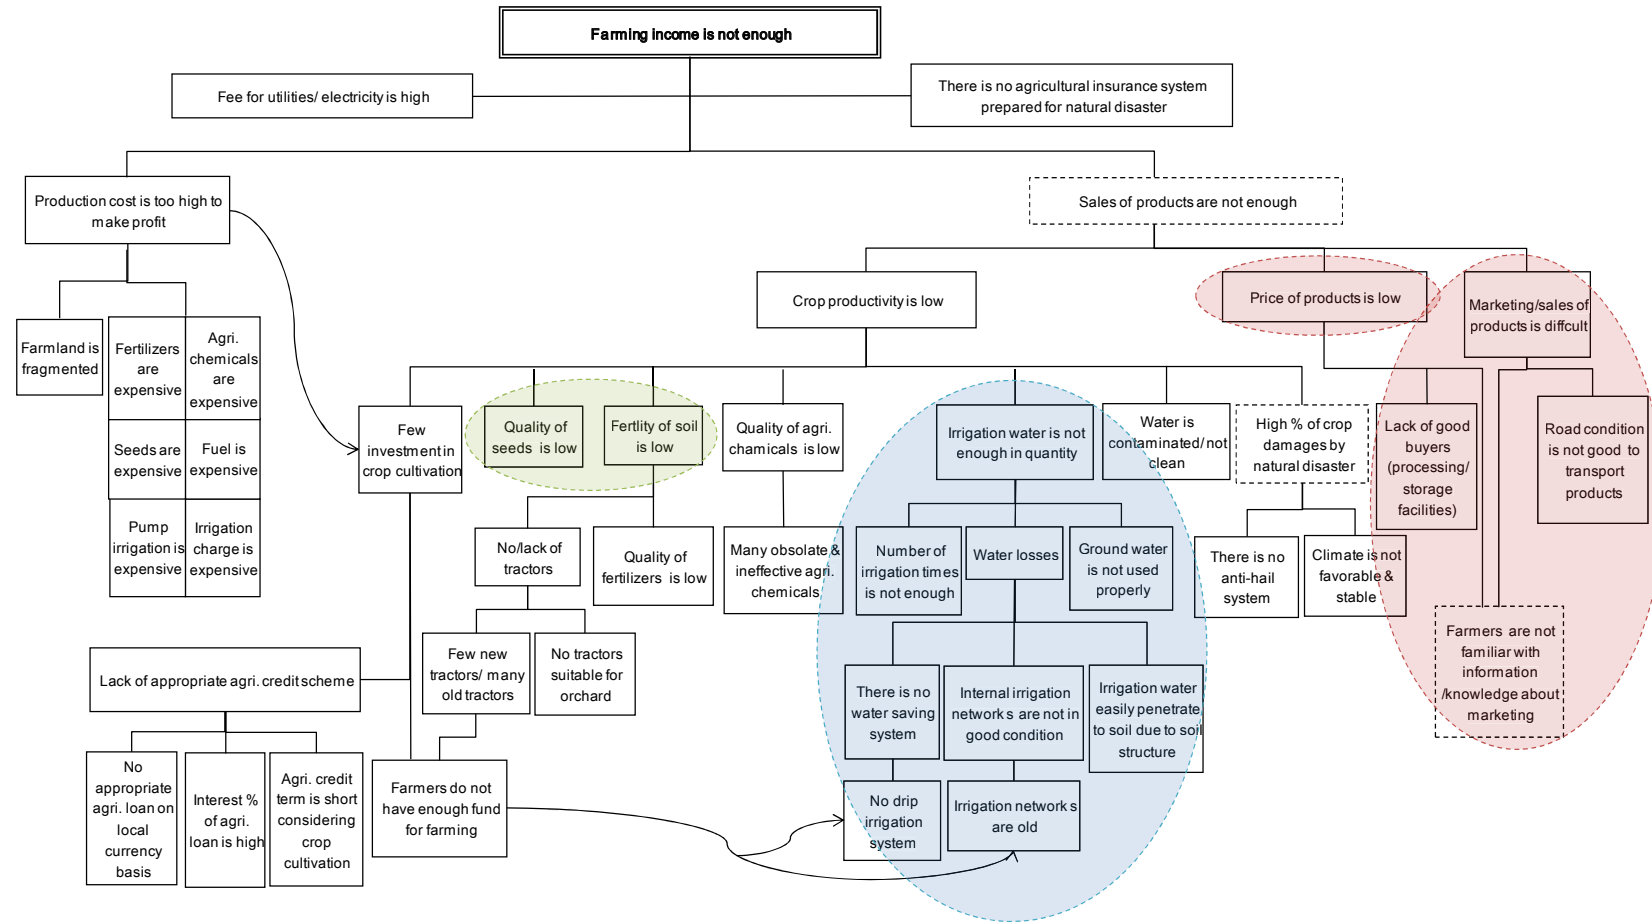 Farming income is not enough
Fee for utilities/ electricity is high
There is no agricultural insurance system
prepared for natural disaster
Production cost is too high to
make profit
Sales of products are not enough
Crop productivity is low
Price of products is low
Marketing/sales of
products is diffcult
Farmland is
fragmented
Fertilizers
are
expensive
Agri.
chemicals
are
expensive
Seeds are
expensive
Fuel is
expensive
Pump
irrigation is
expensive
Irrigation
charge is
expensive
Few
investment in
crop cultivation
Quality of
seeds is low
Fertlity of soil
is low
Quality of agri.
chamicals is low
Irrigation water is not
enough in quantity
Water is
contaminated/ not
clean
High % of crop
damages by
natural disaster
Lack of good
buyers
(processing/
storage
facilities)
Road condition
is not good to
transport
products
No/lack of
tractors
Quality of
fertilizers is low
Many obsolate &
ineffective agri.
chemicals
Number of
irrigation times
is not enough
Water losses
Ground water
is not used
properly
There is no
anti-hail
system
Climate is not
favorable &
stable
Farmers are not
familiar with
information
/knowledge about
marketing
Lack of appropriate agri. credit scheme
Few new
tractors/ many
old tractors
No tractors
suitable for
orchard
There is no
water saving
system
Internal irrigation
networks are not in
good condition
Irrigation water
easily penetrate
to soil due to soil
structure
No
appropriate
agri. loan on
local
currency
basis
Interest %
of agri.
loan is high
Agri. credit
term is short
considering
crop
cultivation
Farmers do not
have enough fund
for farming
No drip
irrigation
system
Irrigation networks
are old